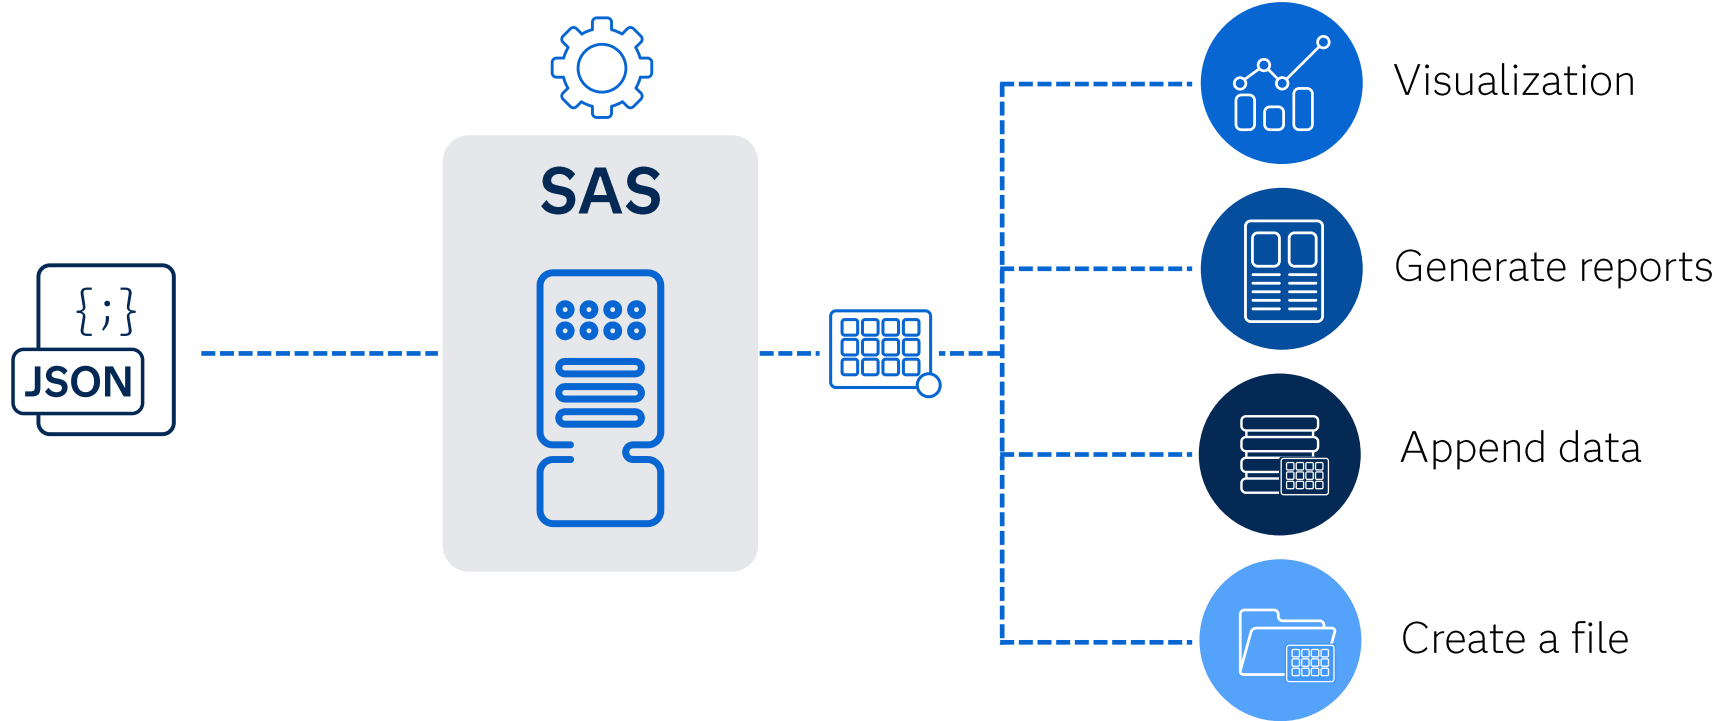 SAS
{;}
JSON
Visualization
Generate reports
Append data
Create a file